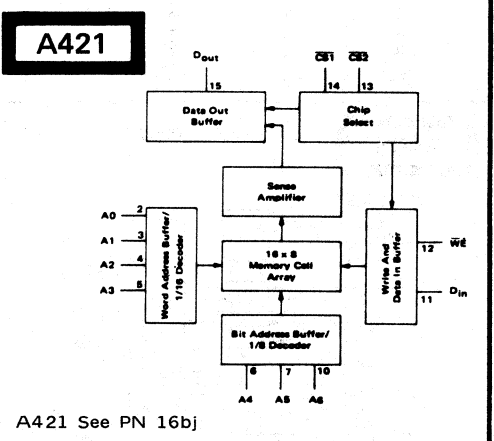 A421
Dout
CS1 CS2
15
14 13
Data Out
Buffer
Chip
Select
Sense
Amplifier
A0 2
A1 3
A2 4
A3 5
Word Address Buffer/
1/16 Decoder
16 x 8
Memory Cell
Array
Write And
Data In Buffer
12 WE
11 Din
Bit Address Buffer/
1/8 Decoder
6 7 10
A4 A5 A6
A421 See PN 16bj